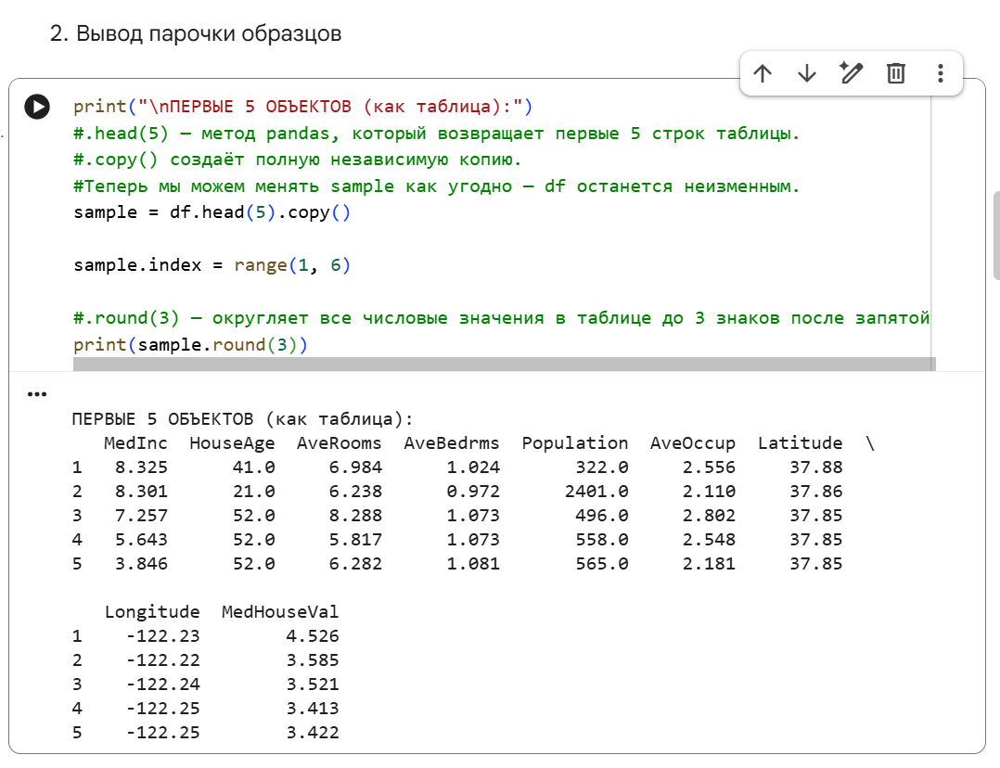 2. Вывод парочки образцов
print("\nПЕРВЫЕ 5 ОБЪЕКТОВ (как таблица):")
#.head(5) — метод pandas, который возвращает первые 5 строк таблицы.
#.copy() создаёт полную независимую копию.
#Теперь мы можем менять sample как угодно — df останется неизменным.
sample = df.head(5).copy()
sample.index = range(1, 6)
#.round(3) — округляет все числовые значения в таблице до 3 знаков после запятой
print(sample.round(3))
ПЕРВЫЕ 5 ОБЪЕКТОВ (как таблица):
   MedInc  HouseAge  AveRooms  AveBedrms  Population  AveOccup  Latitude  \
1   8.325      41.0     6.984      1.024       322.0     2.556     37.88
2   8.301      21.0     6.238      0.972      2401.0     2.110     37.86
3   7.257      52.0     8.288      1.073       496.0     2.802     37.85
4   5.643      52.0     5.817      1.073       558.0     2.548     37.85
5   3.846      52.0     6.282      1.081       565.0     2.181     37.85
   Longitude  MedHouseVal
1    -122.23        4.526
2    -122.22        3.585
3    -122.24        3.521
4    -122.25        3.413
5    -122.25        3.422